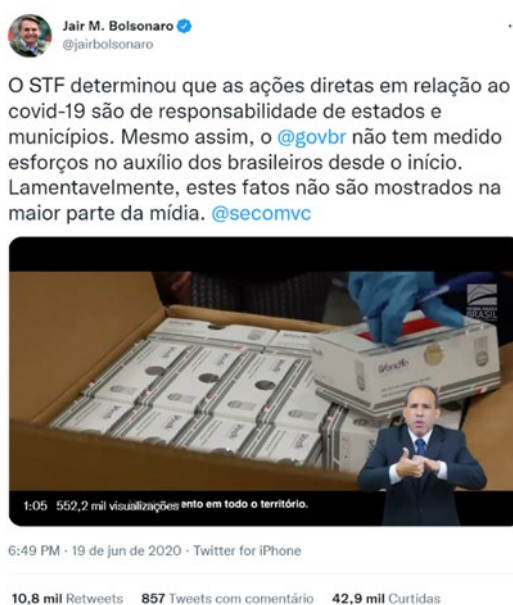 Jair M. Bolsonaro
@jairbolsonaro
O STF determinou que as ações diretas em relação ao
covid-19 são de responsabilidade de estados e
municípios. Mesmo assim, o @govbr não tem medido
esforços no auxílio dos brasileiros desde o início.
Lamentavelmente, estes fatos não são mostrados na
maior parte da mídia. @secomvc
BRASIL
1:05 552,2 mil visualizações ento em todo o território.
6:49 PM · 19 de jun de 2020 · Twitter for iPhone
10,8 mil Retweets 857 Tweets com comentário 42,9 mil Curtidas